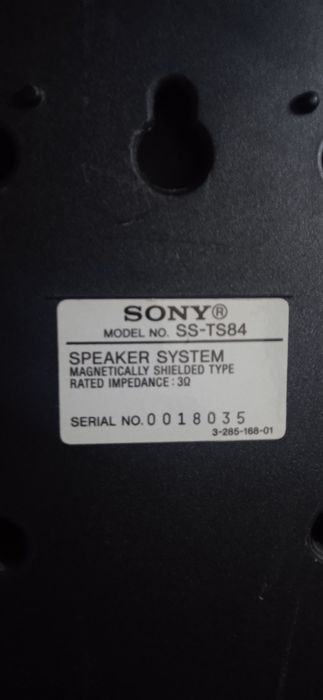 SONY®
MODEL NO. SS-TS84
SPEAKER SYSTEM
MAGNETICALLY SHIELDED TYPE
RATED IMPEDANCE: 3Ω
SERIAL NO. 0018035
3-285-168-01